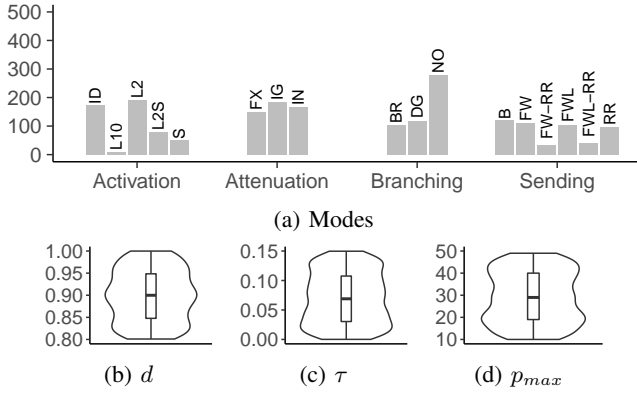 500
400
300
200
100
0
ID
L10
L2
L2S
S
FX
IG
IN
BR
DG
NO
B
FW
FW−RR
FWL
FWL−RR
RR
Activation Attenuation Branching Sending
(a) Modes
1.00
0.95
0.90
0.85
0.80
0.15
0.10
0.05
0.00
50
40
30
20
10
(b) d (c) τ (d) pmax